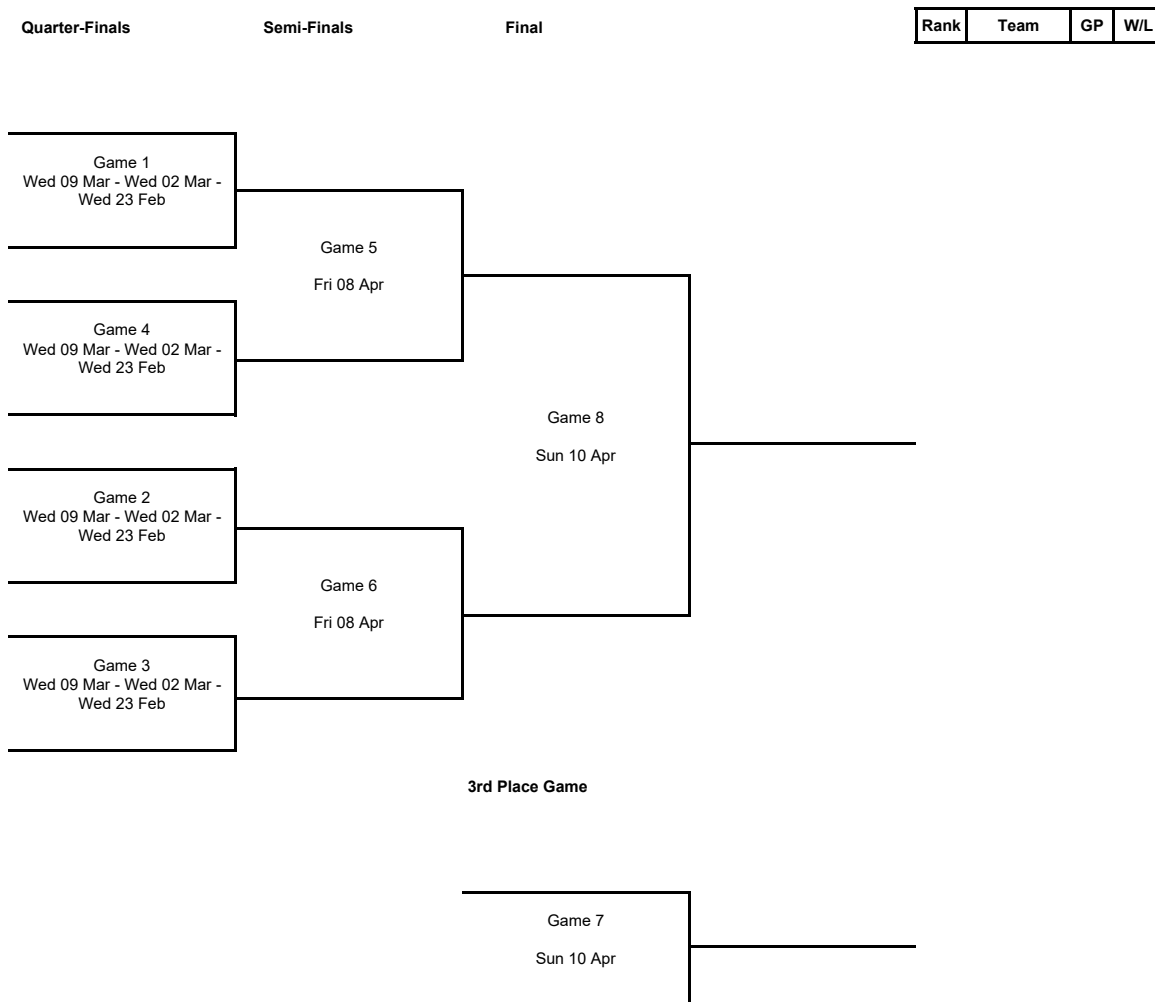 Quarter-Finals
Semi-Finals
Final
Rank Team GP W/L
Game 1
Wed 09 Mar - Wed 02 Mar -
Wed 23 Feb
Game 5
Fri 08 Apr
Game 4
Wed 09 Mar - Wed 02 Mar -
Wed 23 Feb
Game 8
Sun 10 Apr
Game 2
Wed 09 Mar - Wed 02 Mar -
Wed 23 Feb
Game 6
Fri 08 Apr
Game 3
Wed 09 Mar - Wed 02 Mar -
Wed 23 Feb
3rd Place Game
Game 7
Sun 10 Apr